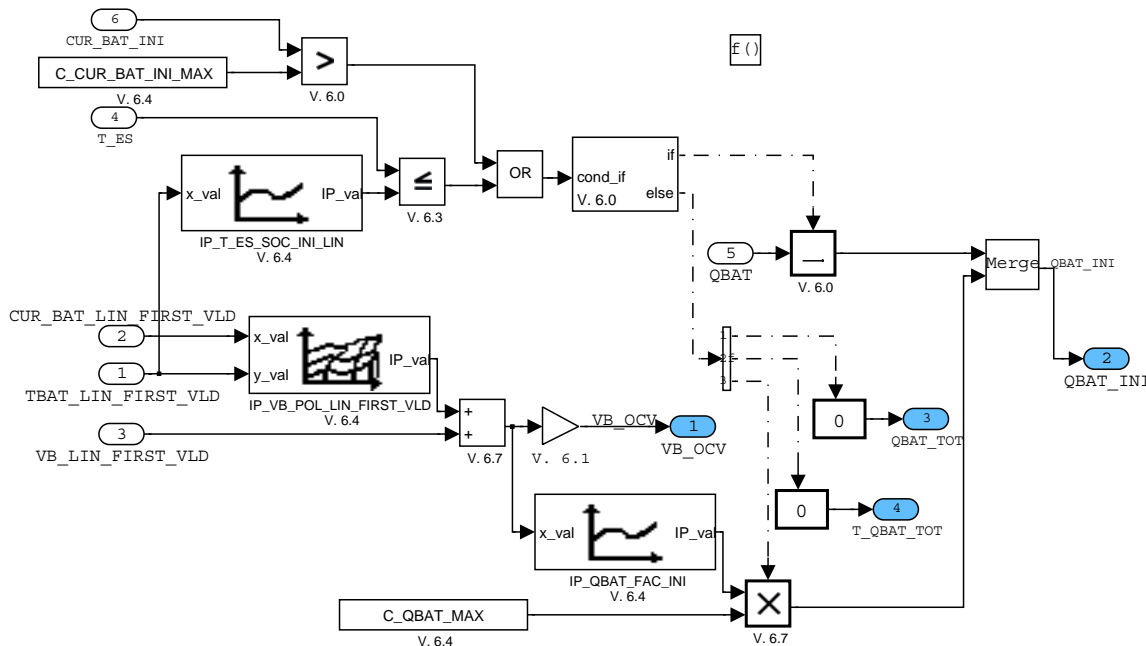 6
CUR_BAT_INI
C_CUR_BAT_INI_MAX
V. 6.4
>
V. 6.0
f()
4
T_ES
x_val
IP_val
IP_T_ES_SOC_INI_LIN
V. 6.4
≤
V. 6.3
OR
cond_if
V. 6.0
if
else
5
QBAT
V. 6.0
Merge
QBAT_INI
2
QBAT_INI
CUR_BAT_LIN_FIRST_VLD
2
1
TBAT_LIN_FIRST_VLD
3
VB_LIN_FIRST_VLD
x_val
y_val
IP_val
IP_VB_POL_LIN_FIRST_VLD
V. 6.4
+
+
V. 6.7
V. 6.1
VB_OCV
1
VB_OCV
1
3
0
3
QBAT_TOT
0
4
T_QBAT_TOT
x_val
IP_val
IP_QBAT_FAC_INI
V. 6.4
C_QBAT_MAX
V. 6.4
×
V. 6.7